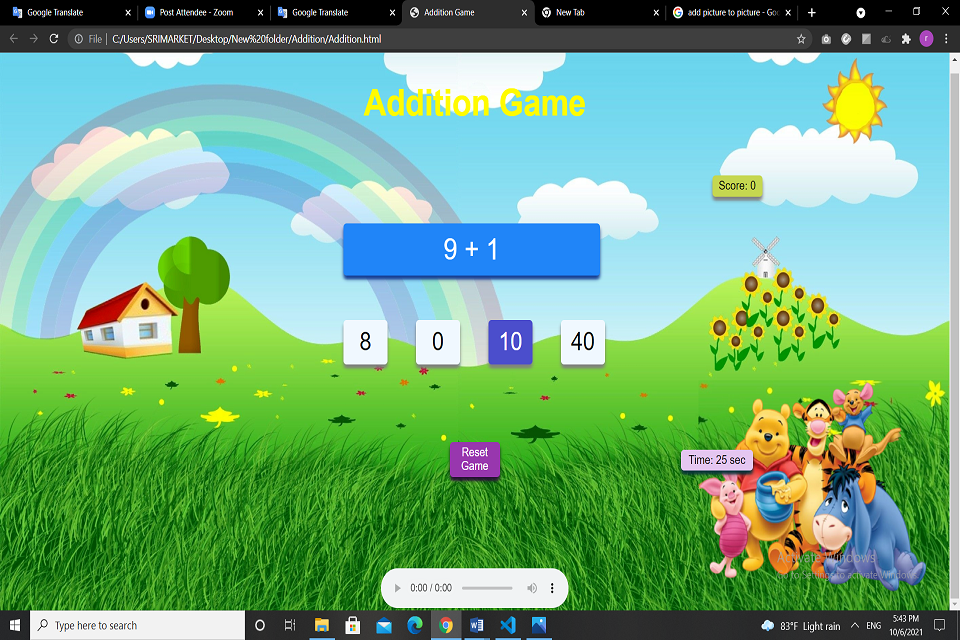 Google Translate
Post Attendee - Zoom
Google Translate
Addition Game
New Tab
add picture to picture - Goo
File
C:/Users/SRIMARKET/Desktop/New%20folder/Addition/Addition.html
r
Addition Game
Score: 0
9 + 1
8 0 10 40
Reset
Game
Time: 25 sec
Activate Windows
Go to Settings to activate Windows.
0:00 / 0:00
Type here to search
83°F Light rain
ENG
5:43 PM
10/6/2021